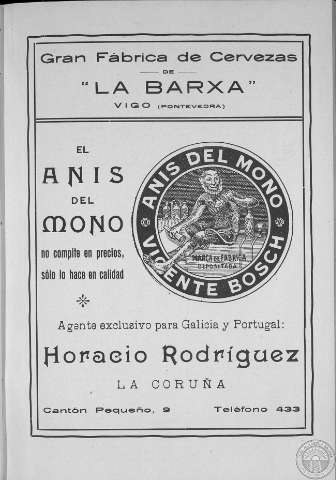 Gran Fábrica de Cervezas
DE
"LA BARXA"
VIGO (PONTEVEDRA)
EL
ANIS
DEL
MONO
no compite en precios,
sólo lo hace en calidad
ANIS DEL MONO
MARCA DE FÁBRICA
DEPOSITADA
VICENTE BOSCH
Agente exclusivo para Galicia y Portugal:
Horacio Rodríguez
LA CORUÑA
Cantón Pequeño, 9 Teléfono 433